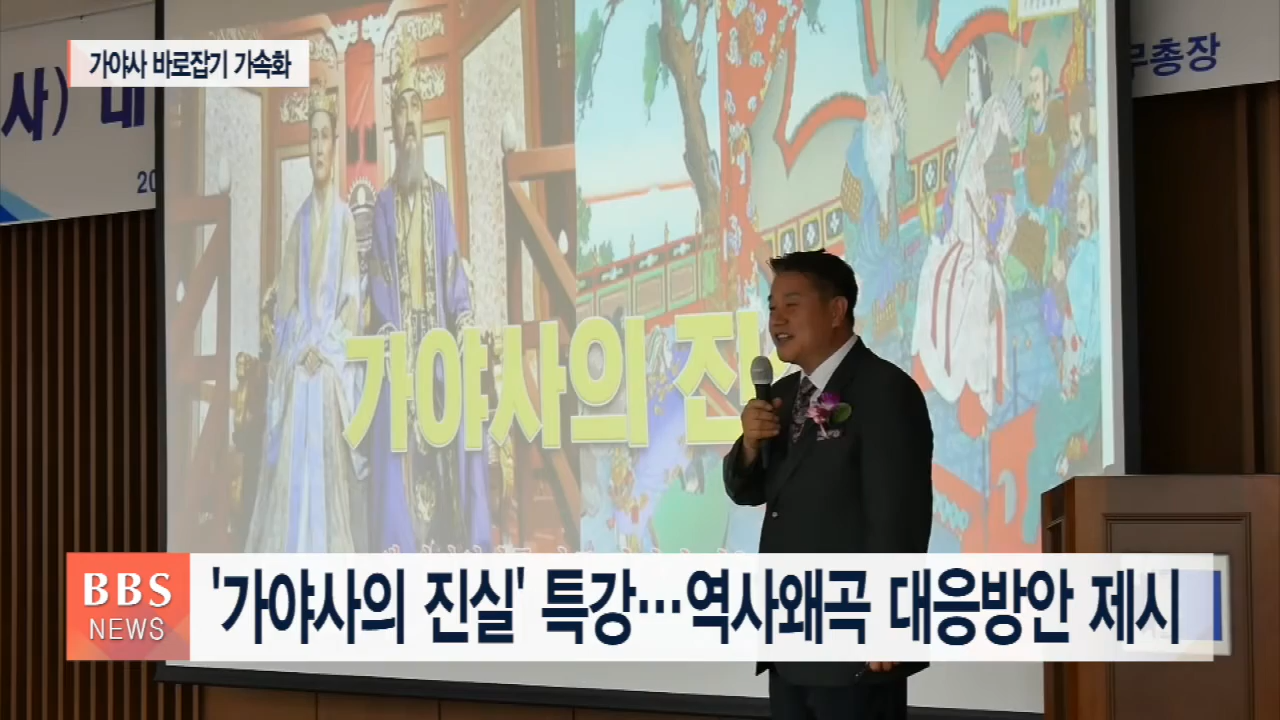 가야사 바로잡기 가속화
무총장
사) 대
20
가야사의 진
BBS
NEWS
'가야사의 진실' 특강…역사왜곡 대응방안 제시